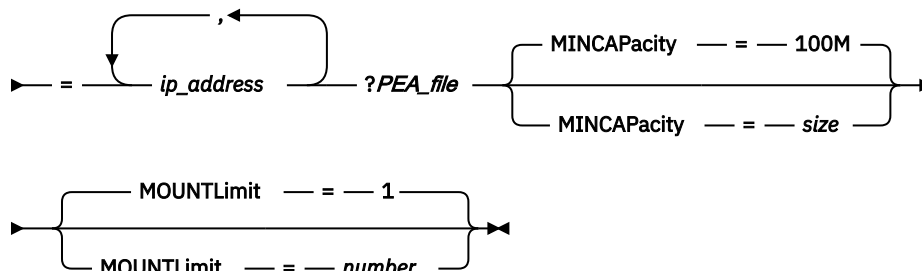 ,
MINCAPacity = 100M
= ip_address ?PEA_file
MINCAPacity = size
MOUNTLimit = 1
MOUNTLimit = number